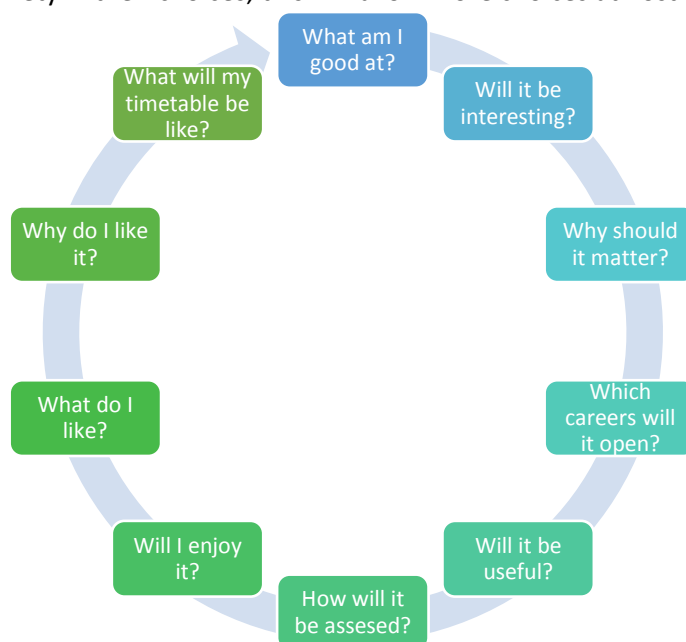 What am I
good at?
Will it be
interesting?
Why should
it matter?
Which
careers will
it open?
Will it be
useful?
How will it
be assesed?
Will I enjoy
it?
What do I
like?
Why do I like
it?
What will my
timetable be
like?